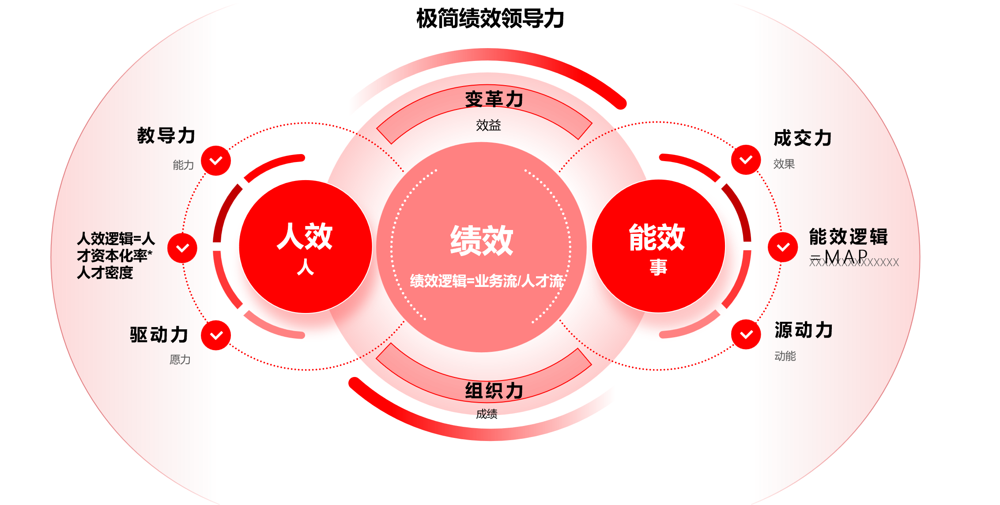 极简绩效领导力
变革力
效益
教导力
能力
人效逻辑=人
才资本化率*
人才密度
驱动力
愿力
人效
人
绩效
绩效逻辑=业务流/人才流
能效
事
成交力
效果
能效逻辑
=MAP
XXXXXXXXXXXXXX
源动力
动能
组织力
成绩